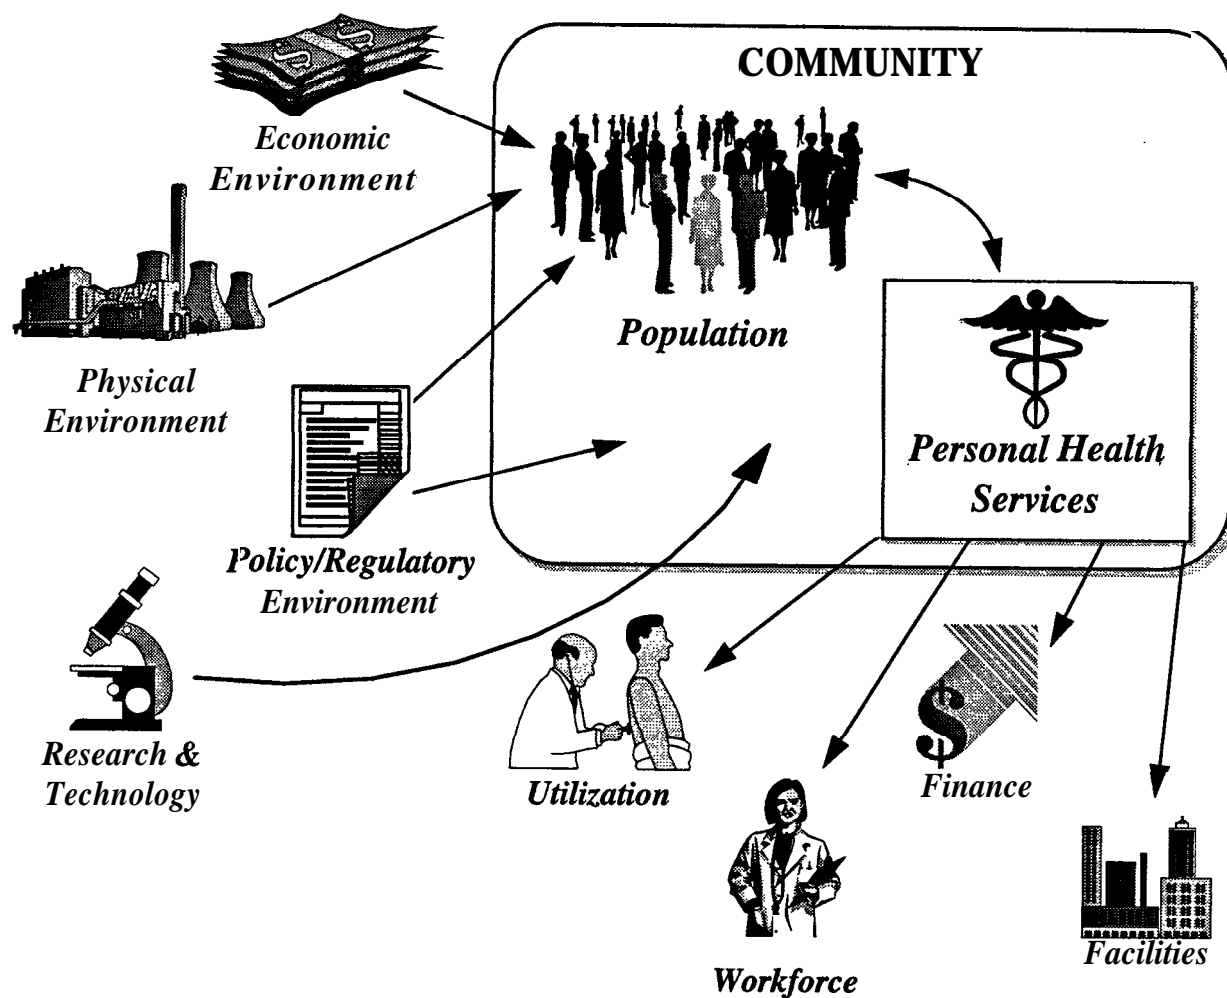 COMMUNITY
Economic
Environment
Physical
Environment
Population
Personal Health
Services
Policy/Regulatory
Environment
Research &
Technology
Utilization
Finance
Workforce
Facilities